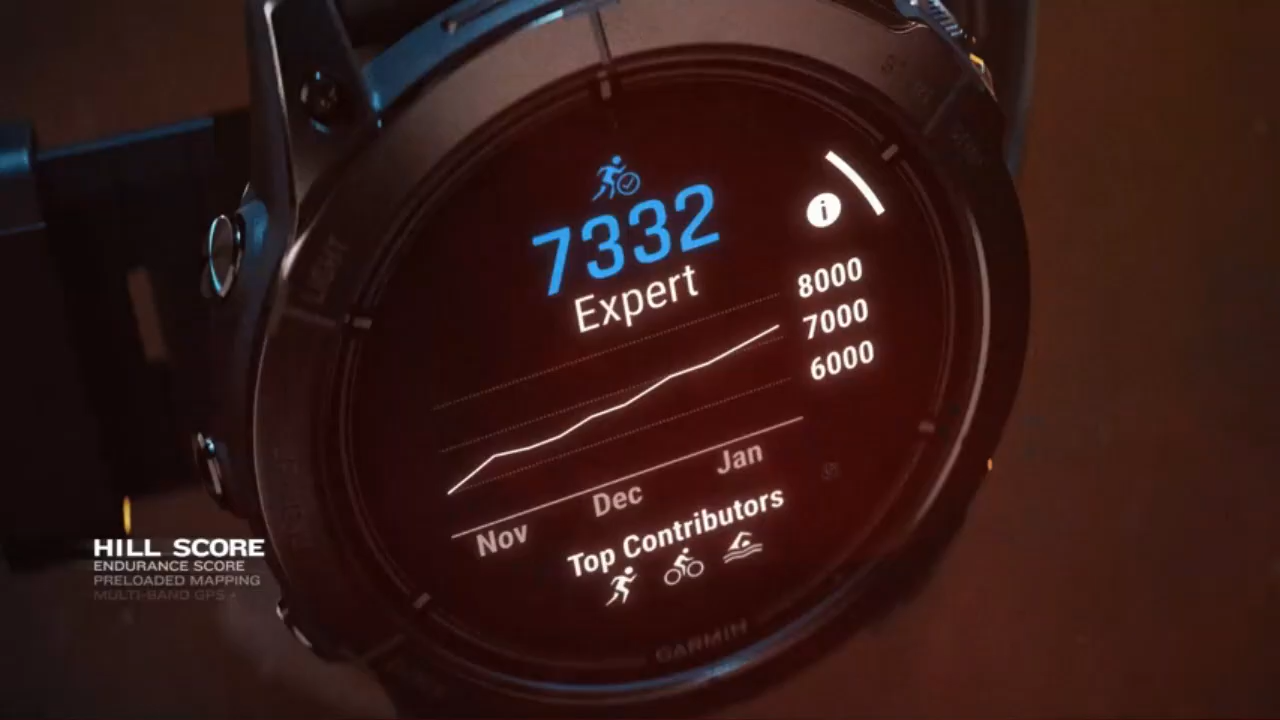 7332
Expert
8000
7000
6000
Nov
Dec
Jan
Top Contributors
GARMIN
LIGHT
HILL SCORE
ENDURANCE SCORE
PRELOADED MAPPING
MULTI-BAND GPS +